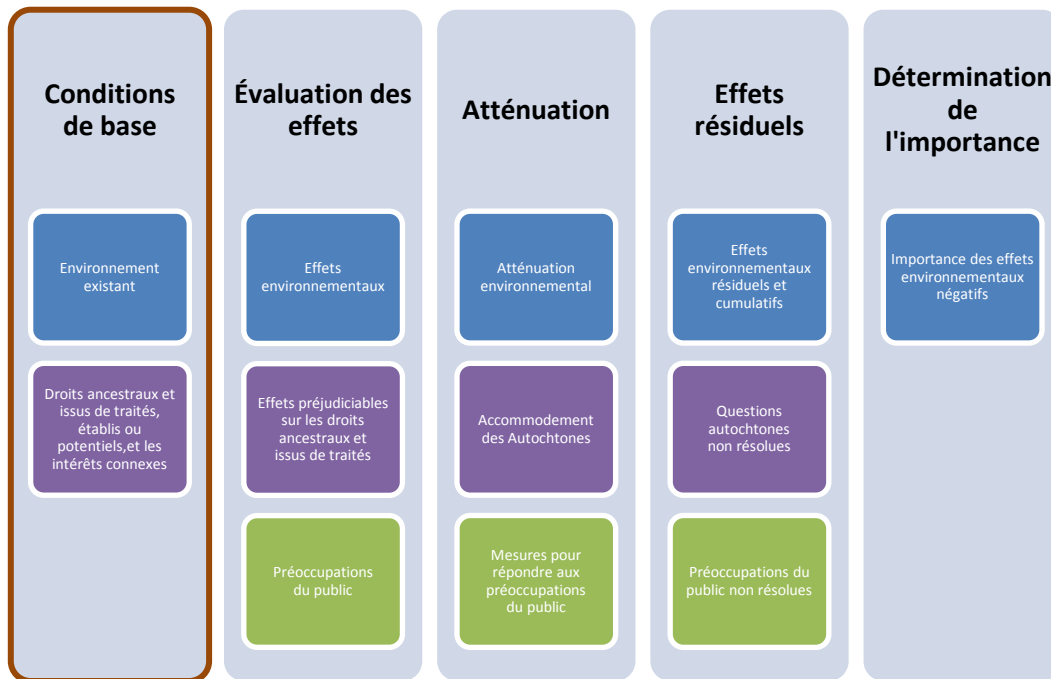 Conditions
de base
Environnement
existant
Droits ancestraux et
issus de traités,
établis ou
potentiels,et les
intérêts connexes
Évaluation des
effets
Effets
environnementaux
Effets préjudiciables
sur les droits
ancestraux et
issus de traités
Préoccupations
du public
Atténuation
Atténuation
environnemental
Accommodement
des Autochtones
Mesures pour
répondre aux
préoccupations
du public
Effets
résiduels
Effets
environnementaux
résiduels et
cumulatifs
Questions
autochtones
non résolues
Préoccupations du
public non résolues
Détermination
de
l'importance
Importance des effets
environnementaux
négatifs